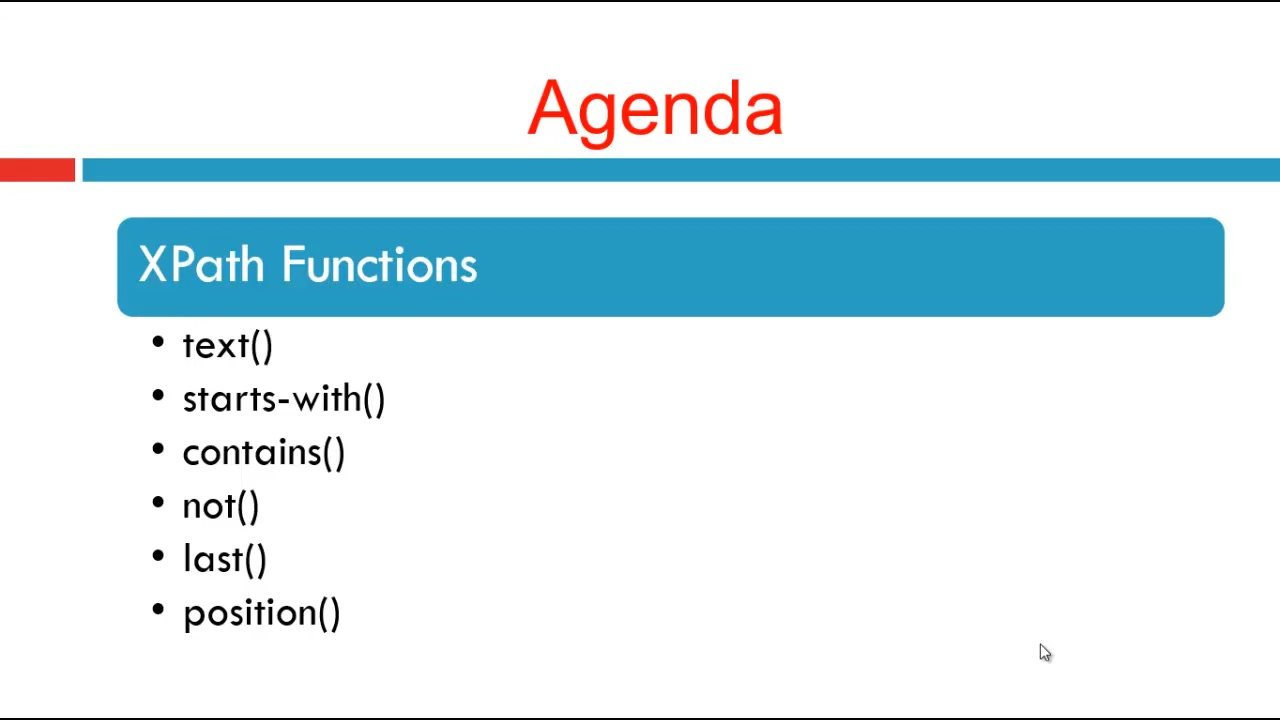 Agenda
XPath Functions
• text()
• starts-with()
• contains()
• not()
• last()
• position()